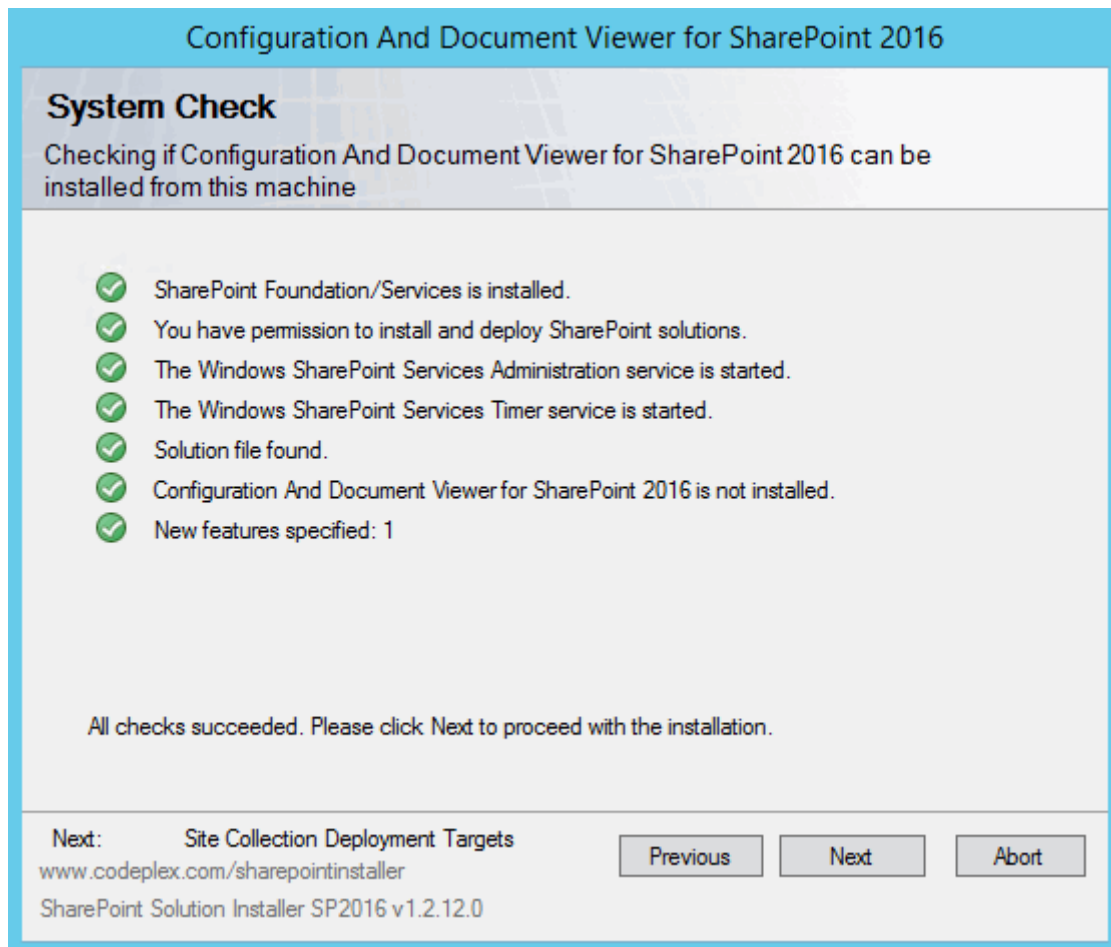 Configuration And Document Viewer for SharePoint 2016
System Check
Checking if Configuration And Document Viewer for SharePoint 2016 can be
installed from this machine
SharePoint Foundation/Services is installed.
You have permission to install and deploy SharePoint solutions.
The Windows SharePoint Services Administration service is started.
The Windows SharePoint Services Timer service is started.
Solution file found.
Configuration And Document Viewer for SharePoint 2016 is not installed.
New features specified: 1
All checks succeeded. Please click Next to proceed with the installation.
Next: Site Collection Deployment Targets
www.codeplex.com/sharepointinstaller
Previous Next Abort
SharePoint Solution Installer SP2016 v1.2.12.0